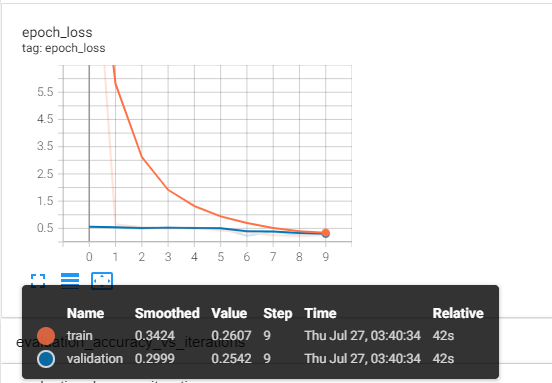 epoch_loss
tag: epoch_loss
5.5
4.5
3.5
2.5
1.5
0.5
0 1 2 3 4 5 6 7 8 9
Name Smoothed Value Step Time Relative
train 0.3424 0.2607 9 Thu Jul 27, 03:40:34 42s
evaluation_accuracy_vs_iterations
validation 0.2999 0.2542 9 Thu Jul 27, 03:40:34 42s